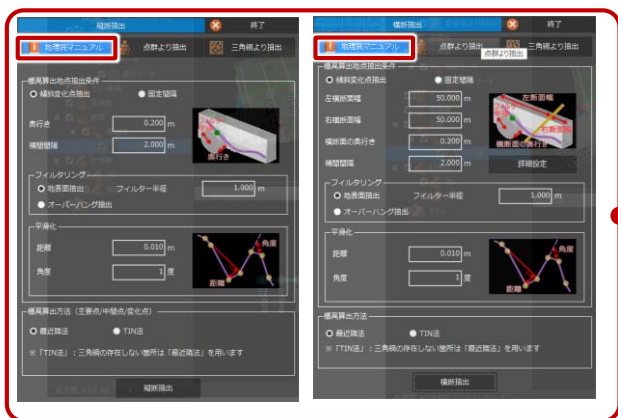 縦断抽出
終了
地理院マニュアル
点群より抽出
三角網より抽出
標高算出地点抽出条件
傾斜変化点抽出
固定間隔
奥行き
0.200 m
補間間隔
2.000 m
奥行き
フィルタリング
地表面抽出
フィルター半径
1.000 m
オーバーハング抽出
平滑化
距離
0.010 m
角度
1 度
角度
距離
標高算出方法(主要点/中間点/変化点)
最近隣法
TIN法
※「TIN法」:三角網の存在しない箇所は「最近隣法」を用います
縦断抽出
横断抽出
終了
地理院マニュアル
点群より抽出
三角網より抽出
点群より抽出
標高算出地点抽出条件
傾斜変化点抽出
固定間隔
左横断面幅
50.000 m
右横断面幅
50.000 m
横断面の奥行き
0.200 m
補間間隔
2.000 m
左断面幅
右断面幅
横断面の奥行き
詳細設定
フィルタリング
地表面抽出
フィルター半径
1.000 m
オーバーハング抽出
平滑化
距離
0.010 m
角度
1 度
角度
距離
標高算出方法
最近隣法
TIN法
※「TIN法」:三角網の存在しない箇所は「最近隣法」を用います
横断抽出